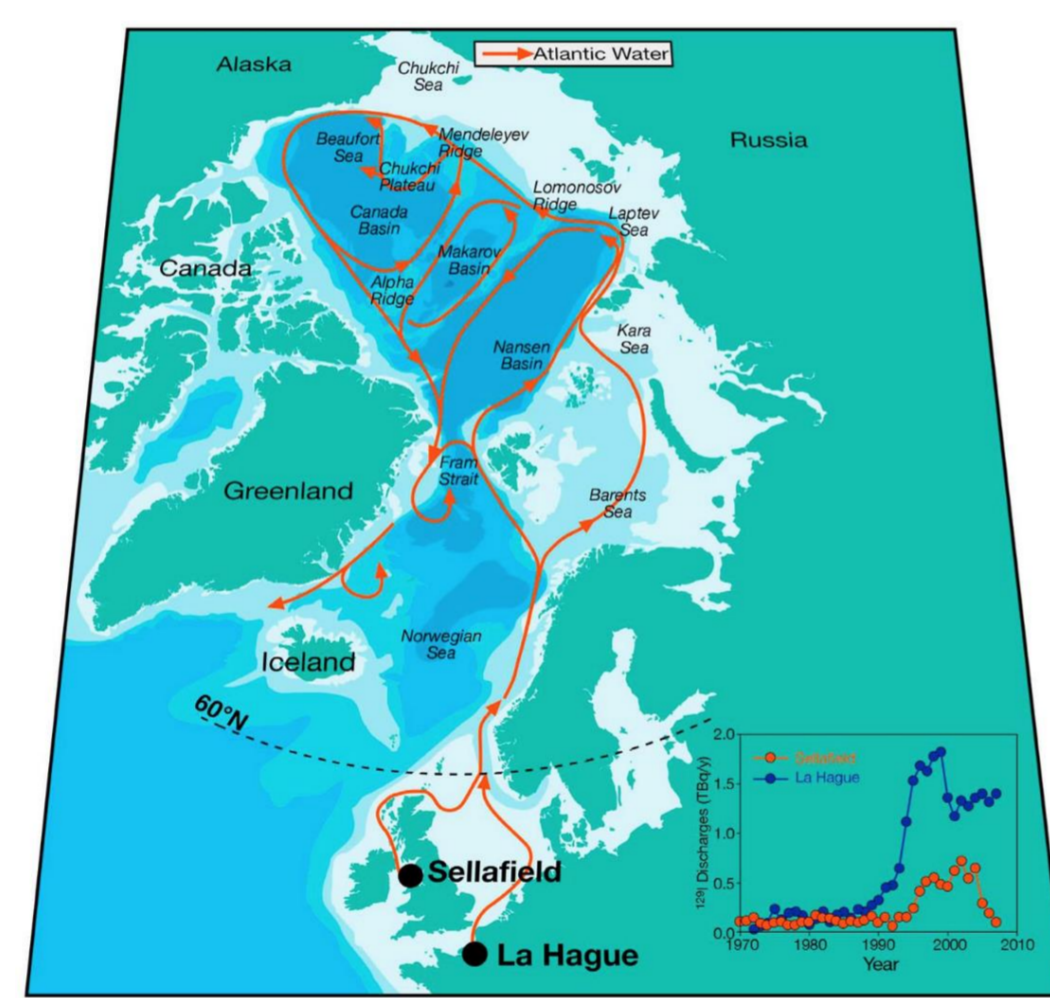 Alaska
Chukchi
Sea
Atlantic Water
Russia
Beaufort
Sea
Mendeleyev
Ridge
Chukchi
Plateau
Lomonosov
Ridge
Laptev
Sea
Canada
Basin
Canada
Makarov
Basin
Alpha
Ridge
Nansen
Basin
Kara
Sea
Greenland
Fram
Strait
Barents
Sea
Norwegian
Sea
Iceland
60°N
Sellafield
La Hague
2.0
1.5
1.0
0.5
0.0
129I Discharges (TBq/y)
Sellafield
La Hague
1970 1980 1990 2000 2010
Year